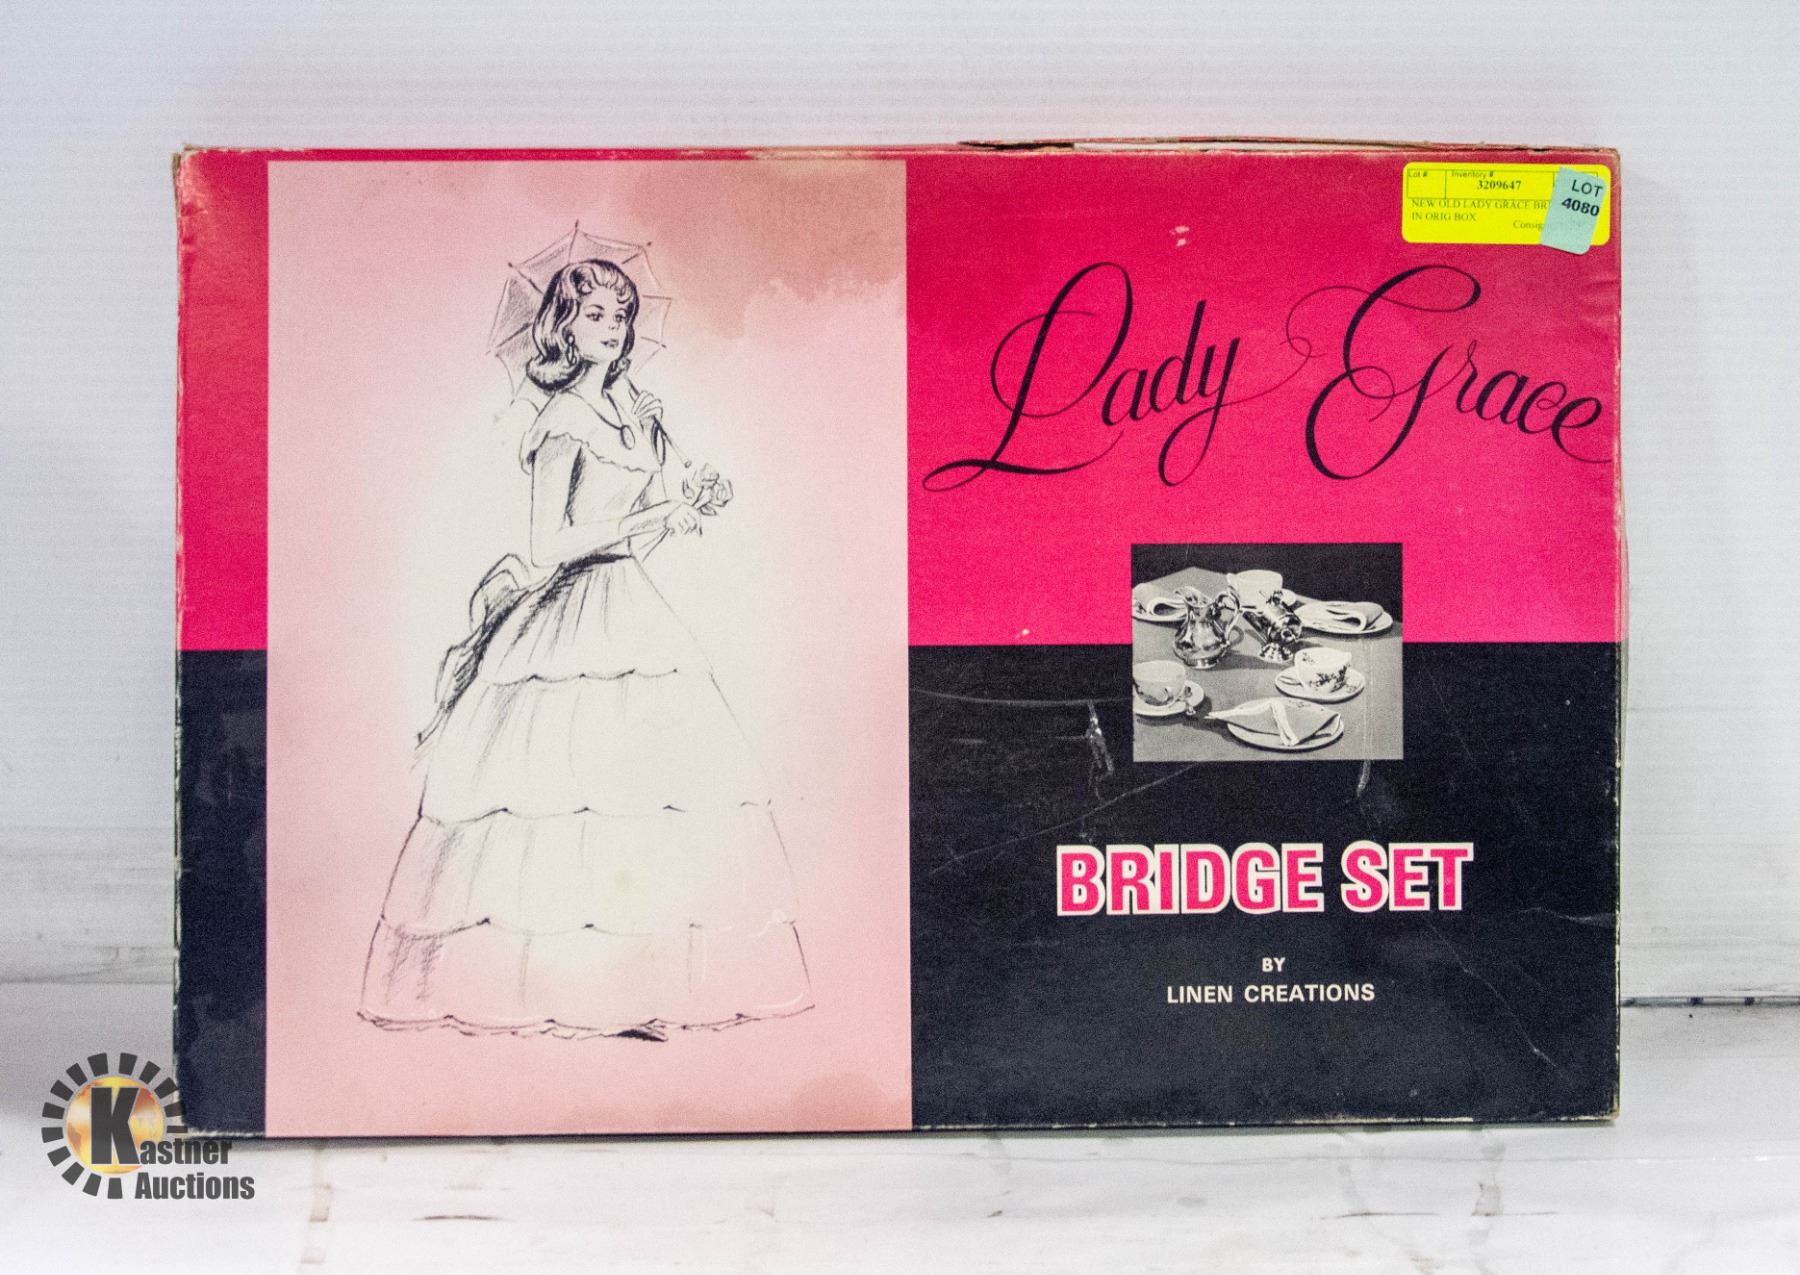 Lot # Inventory #
3209647
NEW OLD LADY GRACE
IN ORIG BOX
LOT
4080
Lady Grace
BRIDGE SET
BY
LINEN CREATIONS
Kastner
Auctions